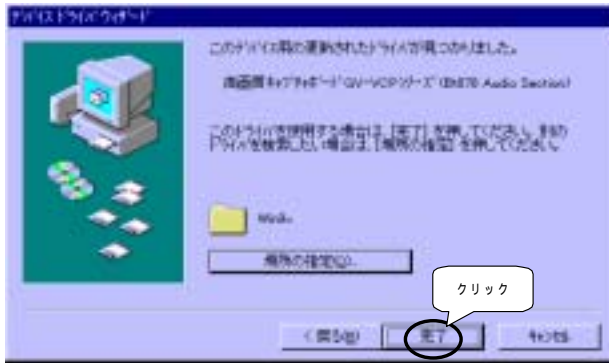 デバイス ドライバ ウィザード
このデバイス用の更新されたドライバが見つかりました。
高画質キャプチャボード GV-VCPシリーズ (Bt878 Audio Section)
このドライバを使用する場合は、[完了] を押してください。別の
ドライバを検索したい場合は、[場所の指定] を押してください。
場所の指定(O)...
クリック
< 戻る(B)
完了
キャンセル